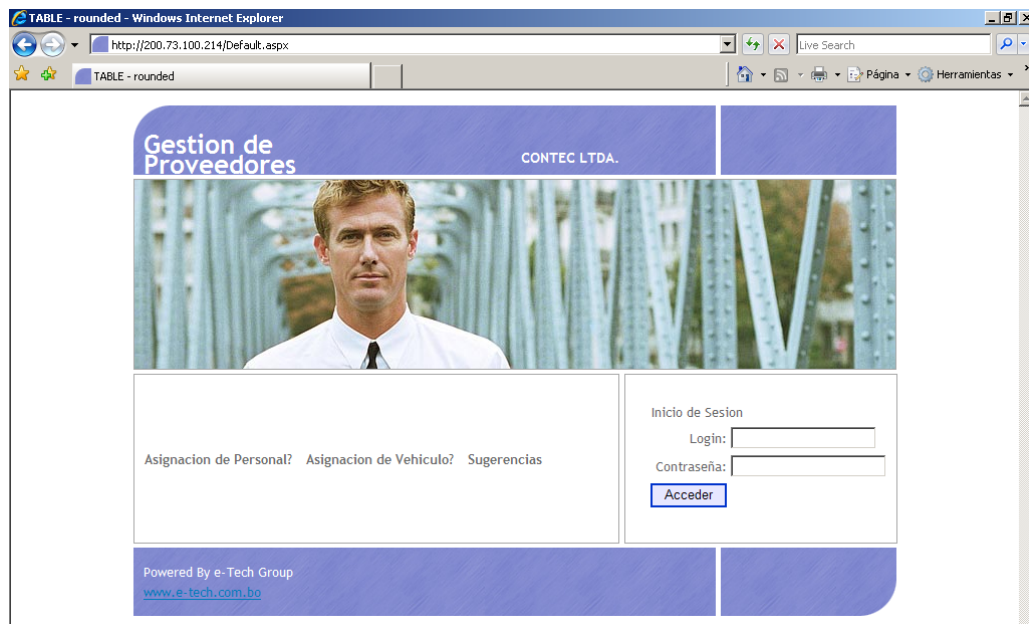 TABLE - rounded - Windows Internet Explorer
http://200.73.100.214/Default.aspx
Live Search
TABLE - rounded
Página
Herramientas
Gestion de
Proveedores
CONTEC LTDA.
Asignacion de Personal? Asignacion de Vehiculo? Sugerencias
Inicio de Sesion
Login:
Contraseña:
Acceder
Powered By e-Tech Group
www.e-tech.com.bo